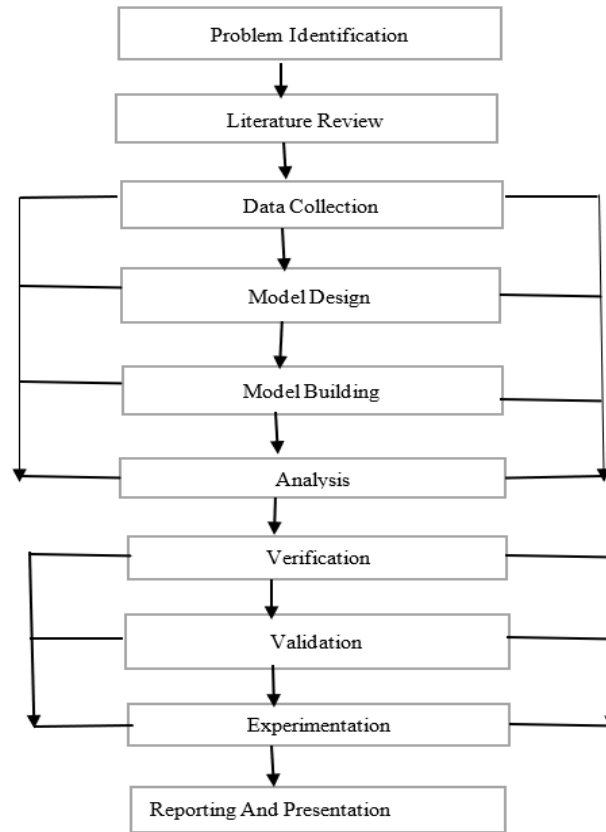 Problem Identification
Literature Review
Data Collection
Model Design
Model Building
Analysis
Verification
Validation
Experimentation
Reporting And Presentation